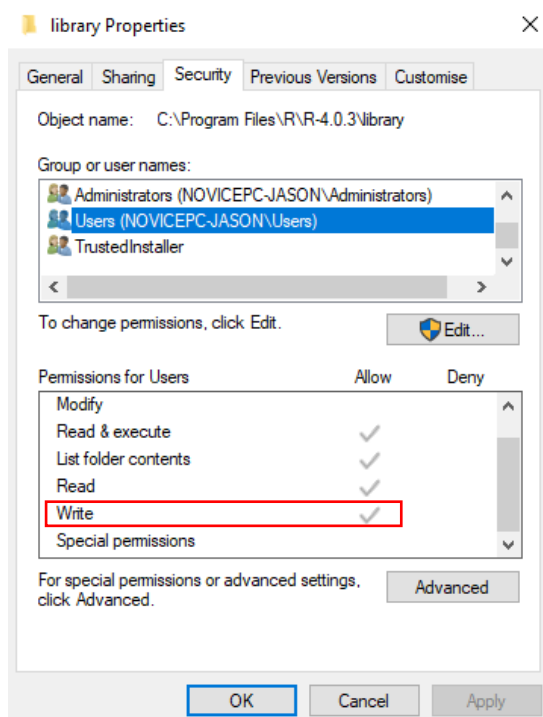 library Properties
General Sharing Security Previous Versions Customise
Object name: C:\Program Files\R\R-4.0.3\library
Group or user names:
Administrators (NOVICEPC-JASON\Administrators)
Users (NOVICEPC-JASON\Users)
TrustedInstaller
To change permissions, click Edit.
Edit...
Permissions for Users Allow Deny
Modify
Read & execute
List folder contents
Read
Write
Special permissions
For special permissions or advanced settings,
click Advanced.
Advanced
OK Cancel Apply